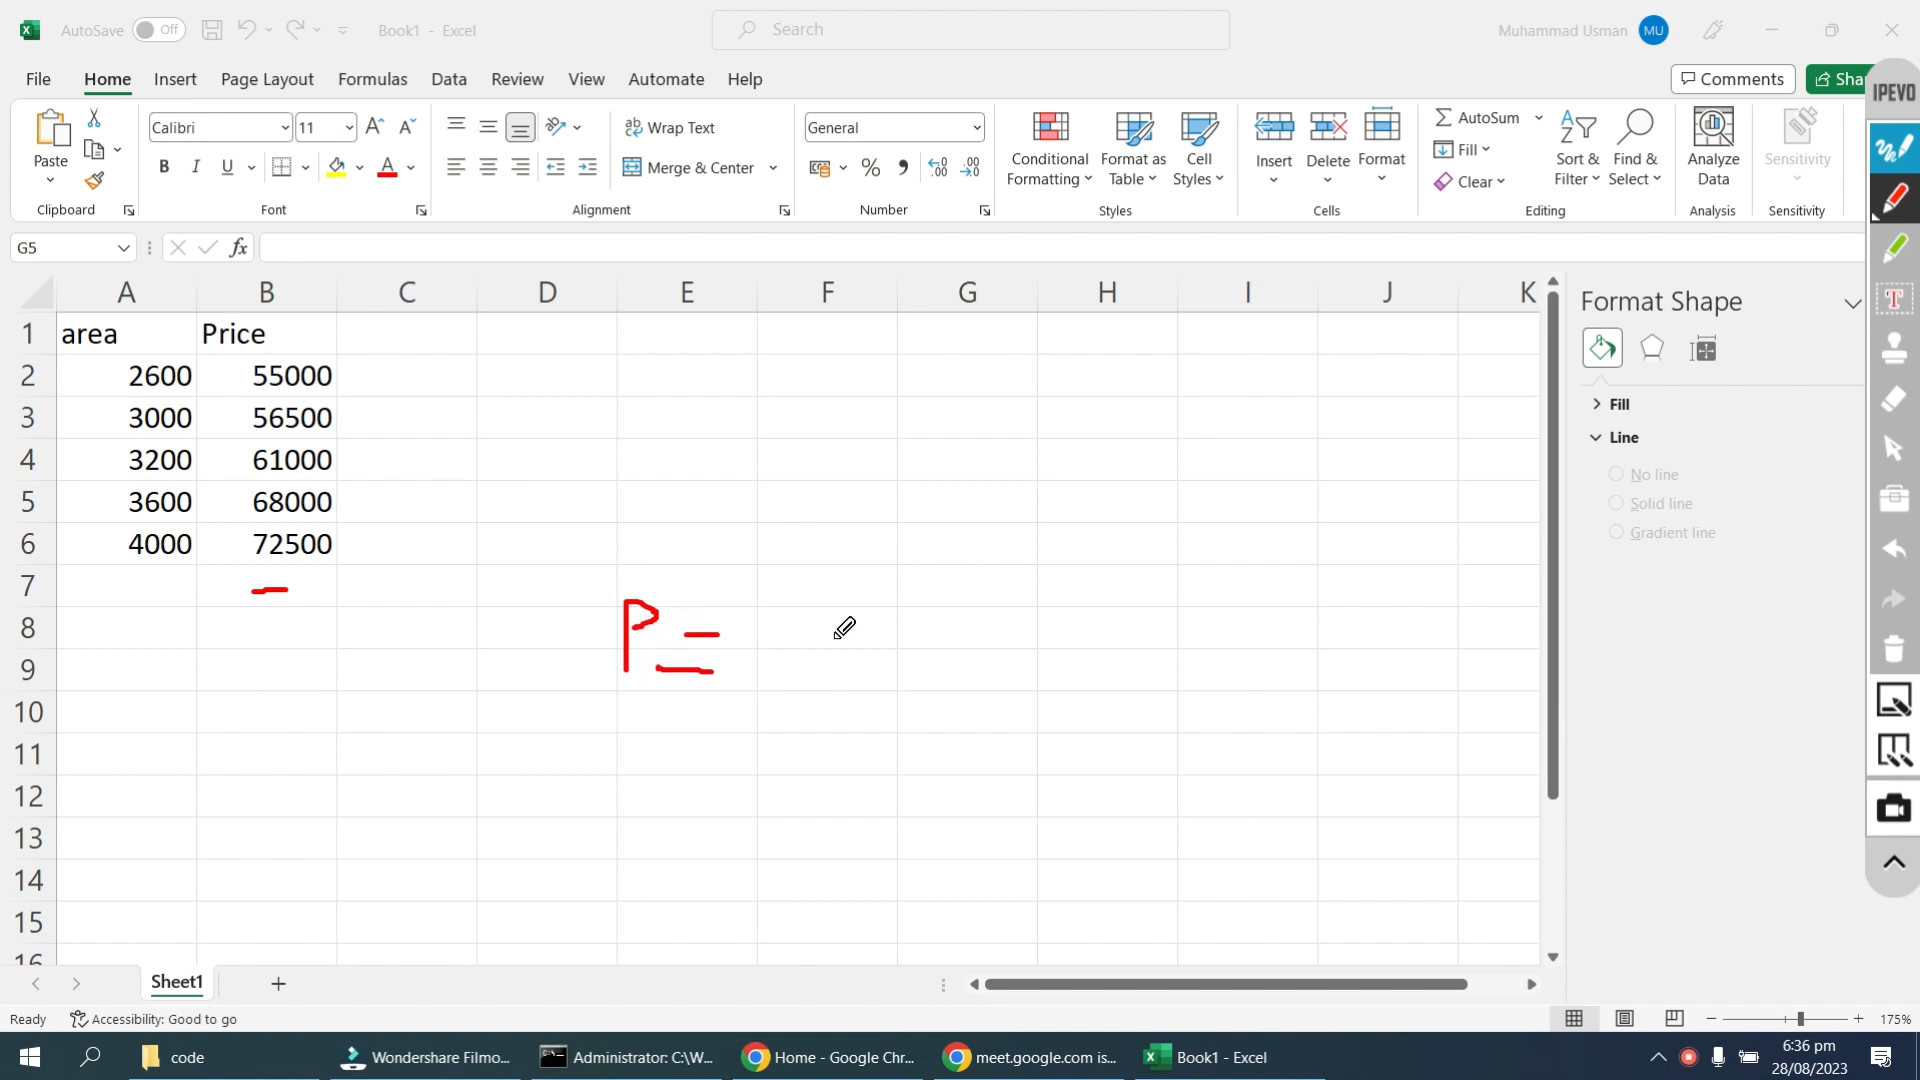 AutoSave Off Book1 - Excel Search Muhammad Usman MU
File Home Insert Page Layout Formulas Data Review View Automate Help Comments Shar
IPEVO
Calibri 11 Wrap Text General AutoSum
Paste Merge & Center Conditional Formatting Format as Table Cell Styles Insert Delete Format Fill Clear Sort & Filter Find & Select Analyze Data Sensitivity
Clipboard Font Alignment Number Styles Cells Editing Analysis Sensitivity
G5 fx
A B C D E F G H I J K
1 area Price
2 2600 55000
3 3000 56500
4 3200 61000
5 3600 68000
6 4000 72500
7
8 P =
9
10
11
12
13
14
15
16
Format Shape
Fill
Line
No line
Solid line
Gradient line
Sheet1
Ready Accessibility: Good to go 175%
code Wondershare Filmo... Administrator: C:\W... Home - Google Chr... meet.google.com is... Book1 - Excel 6:36 pm
28/08/2023